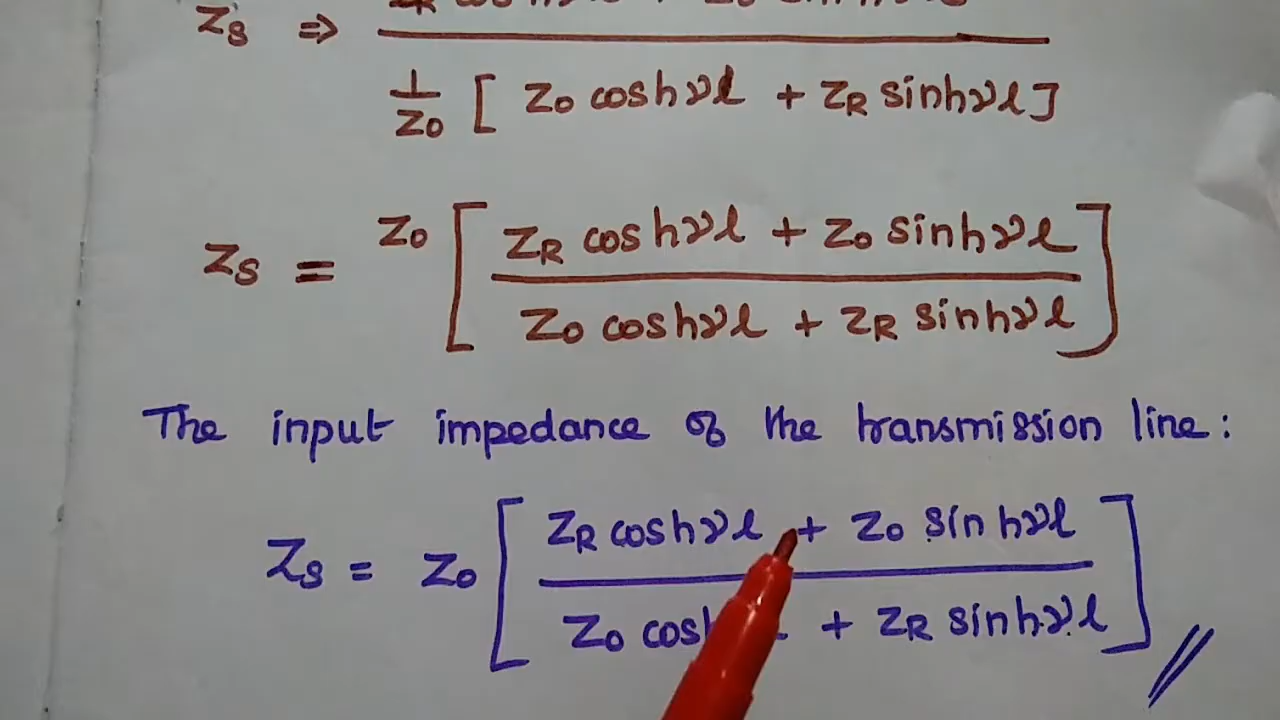 Zs ⇒
1/Z0 [ Z0 coshγl + ZR sinhγl ]
Zs = Z0 [ ZR coshγl + Z0 sinhγl / Z0 coshγl + ZR sinhγl ]
The input impedance of the transmission line:
Zs = Z0 [ ZR coshγl + Z0 sinhγl / Z0 cosh + ZR sinhγl ]